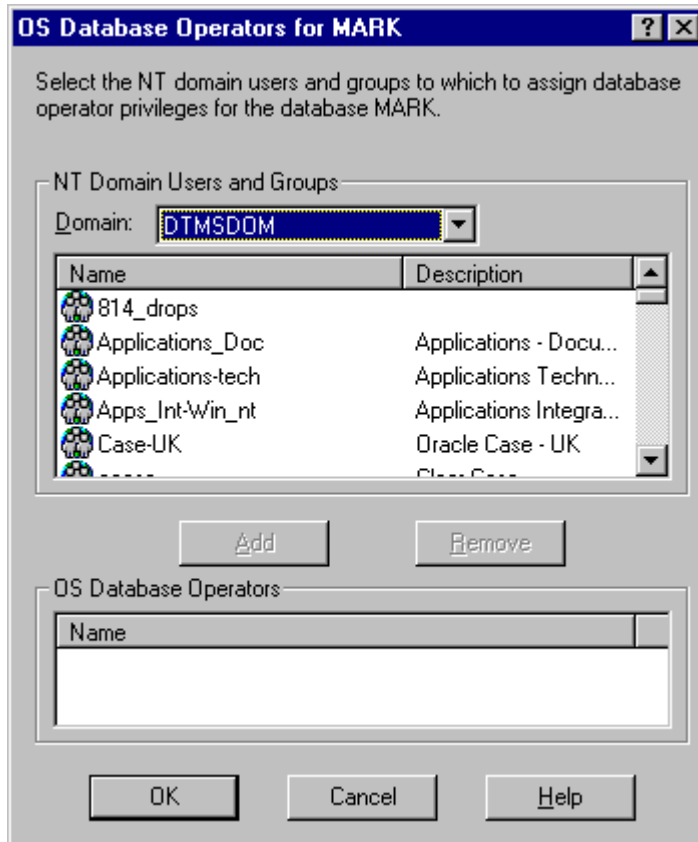 OS Database Operators for MARK
Select the NT domain users and groups to which to assign database
operator privileges for the database MARK.
NT Domain Users and Groups
Domain: DTMSDOM
Name Description
814_drops
Applications_Doc Applications - Docu...
Applications-tech Applications Techn...
Apps_Int-Win_nt Applications Integra...
Case-UK Oracle Case - UK
Add Remove
OS Database Operators
Name
OK Cancel Help